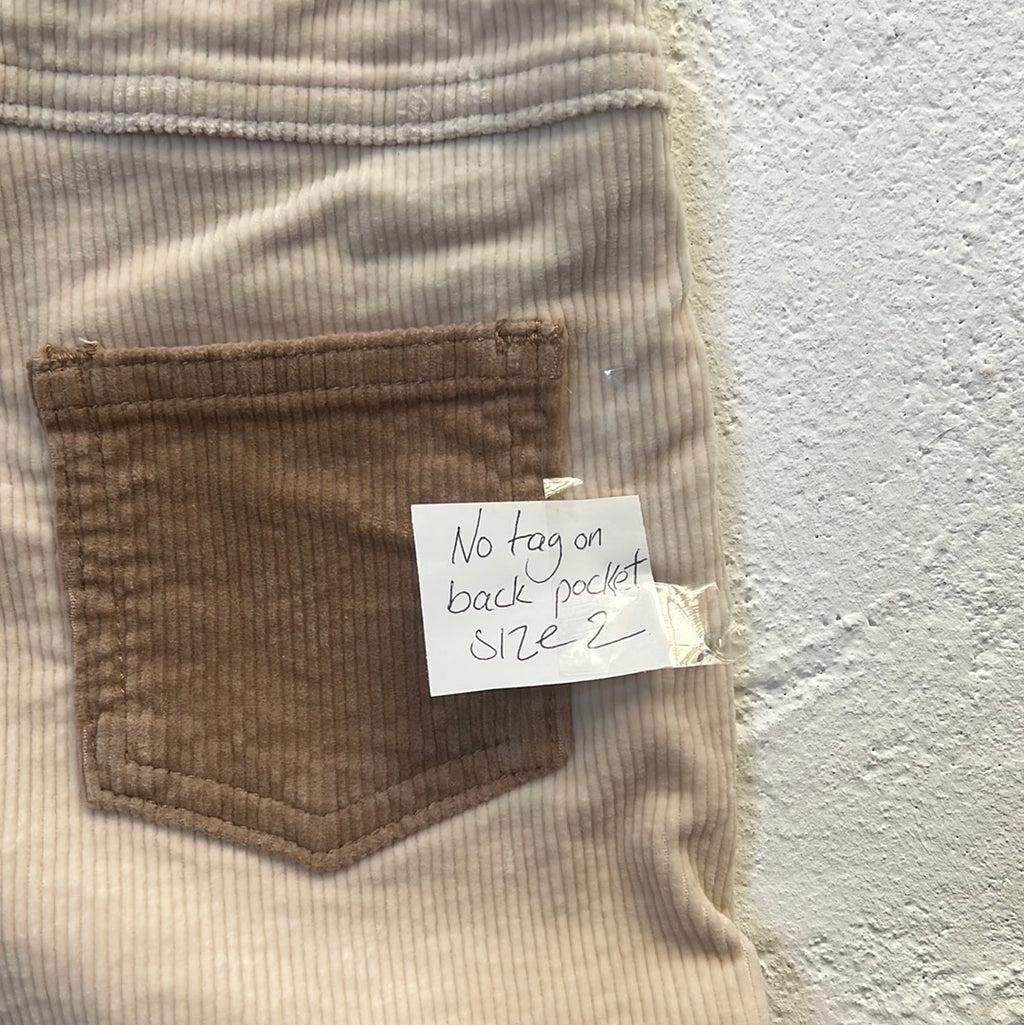 No tag on
back pocket
size 2